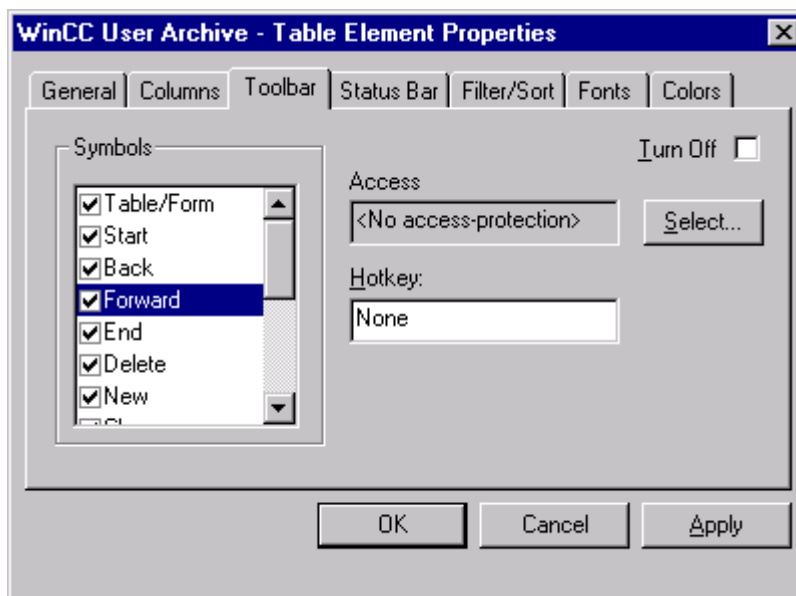 WinCC User Archive - Table Element Properties
General Columns Toolbar Status Bar Filter/Sort Fonts Colors
Symbols
Table/Form
Start
Back
Forward
End
Delete
New
Turn Off
Access
<No access-protection>
Select...
Hotkey:
None
OK Cancel Apply